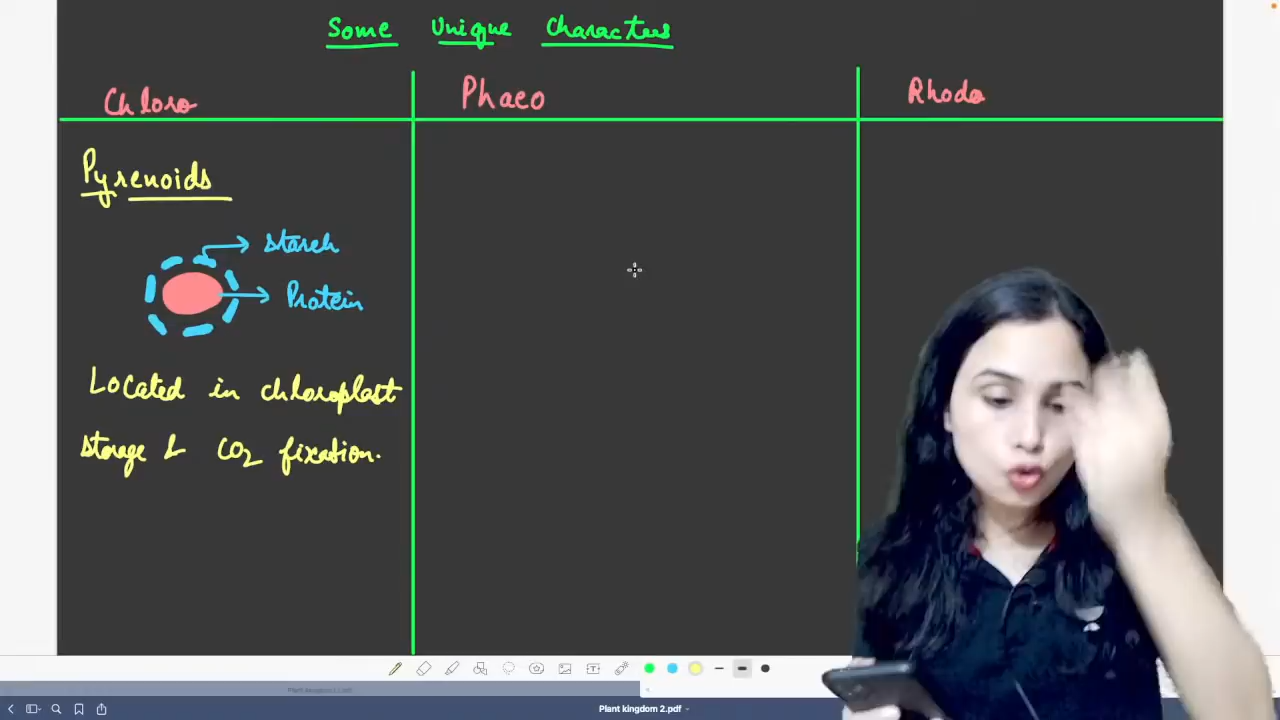 Some Unique Characters
Chloro
Phaeo
Rhodo
Pyrenoids
Starch
Protein
Located in chloroplast
Storage & CO2 fixation.
Plant kingdom 2.pdf